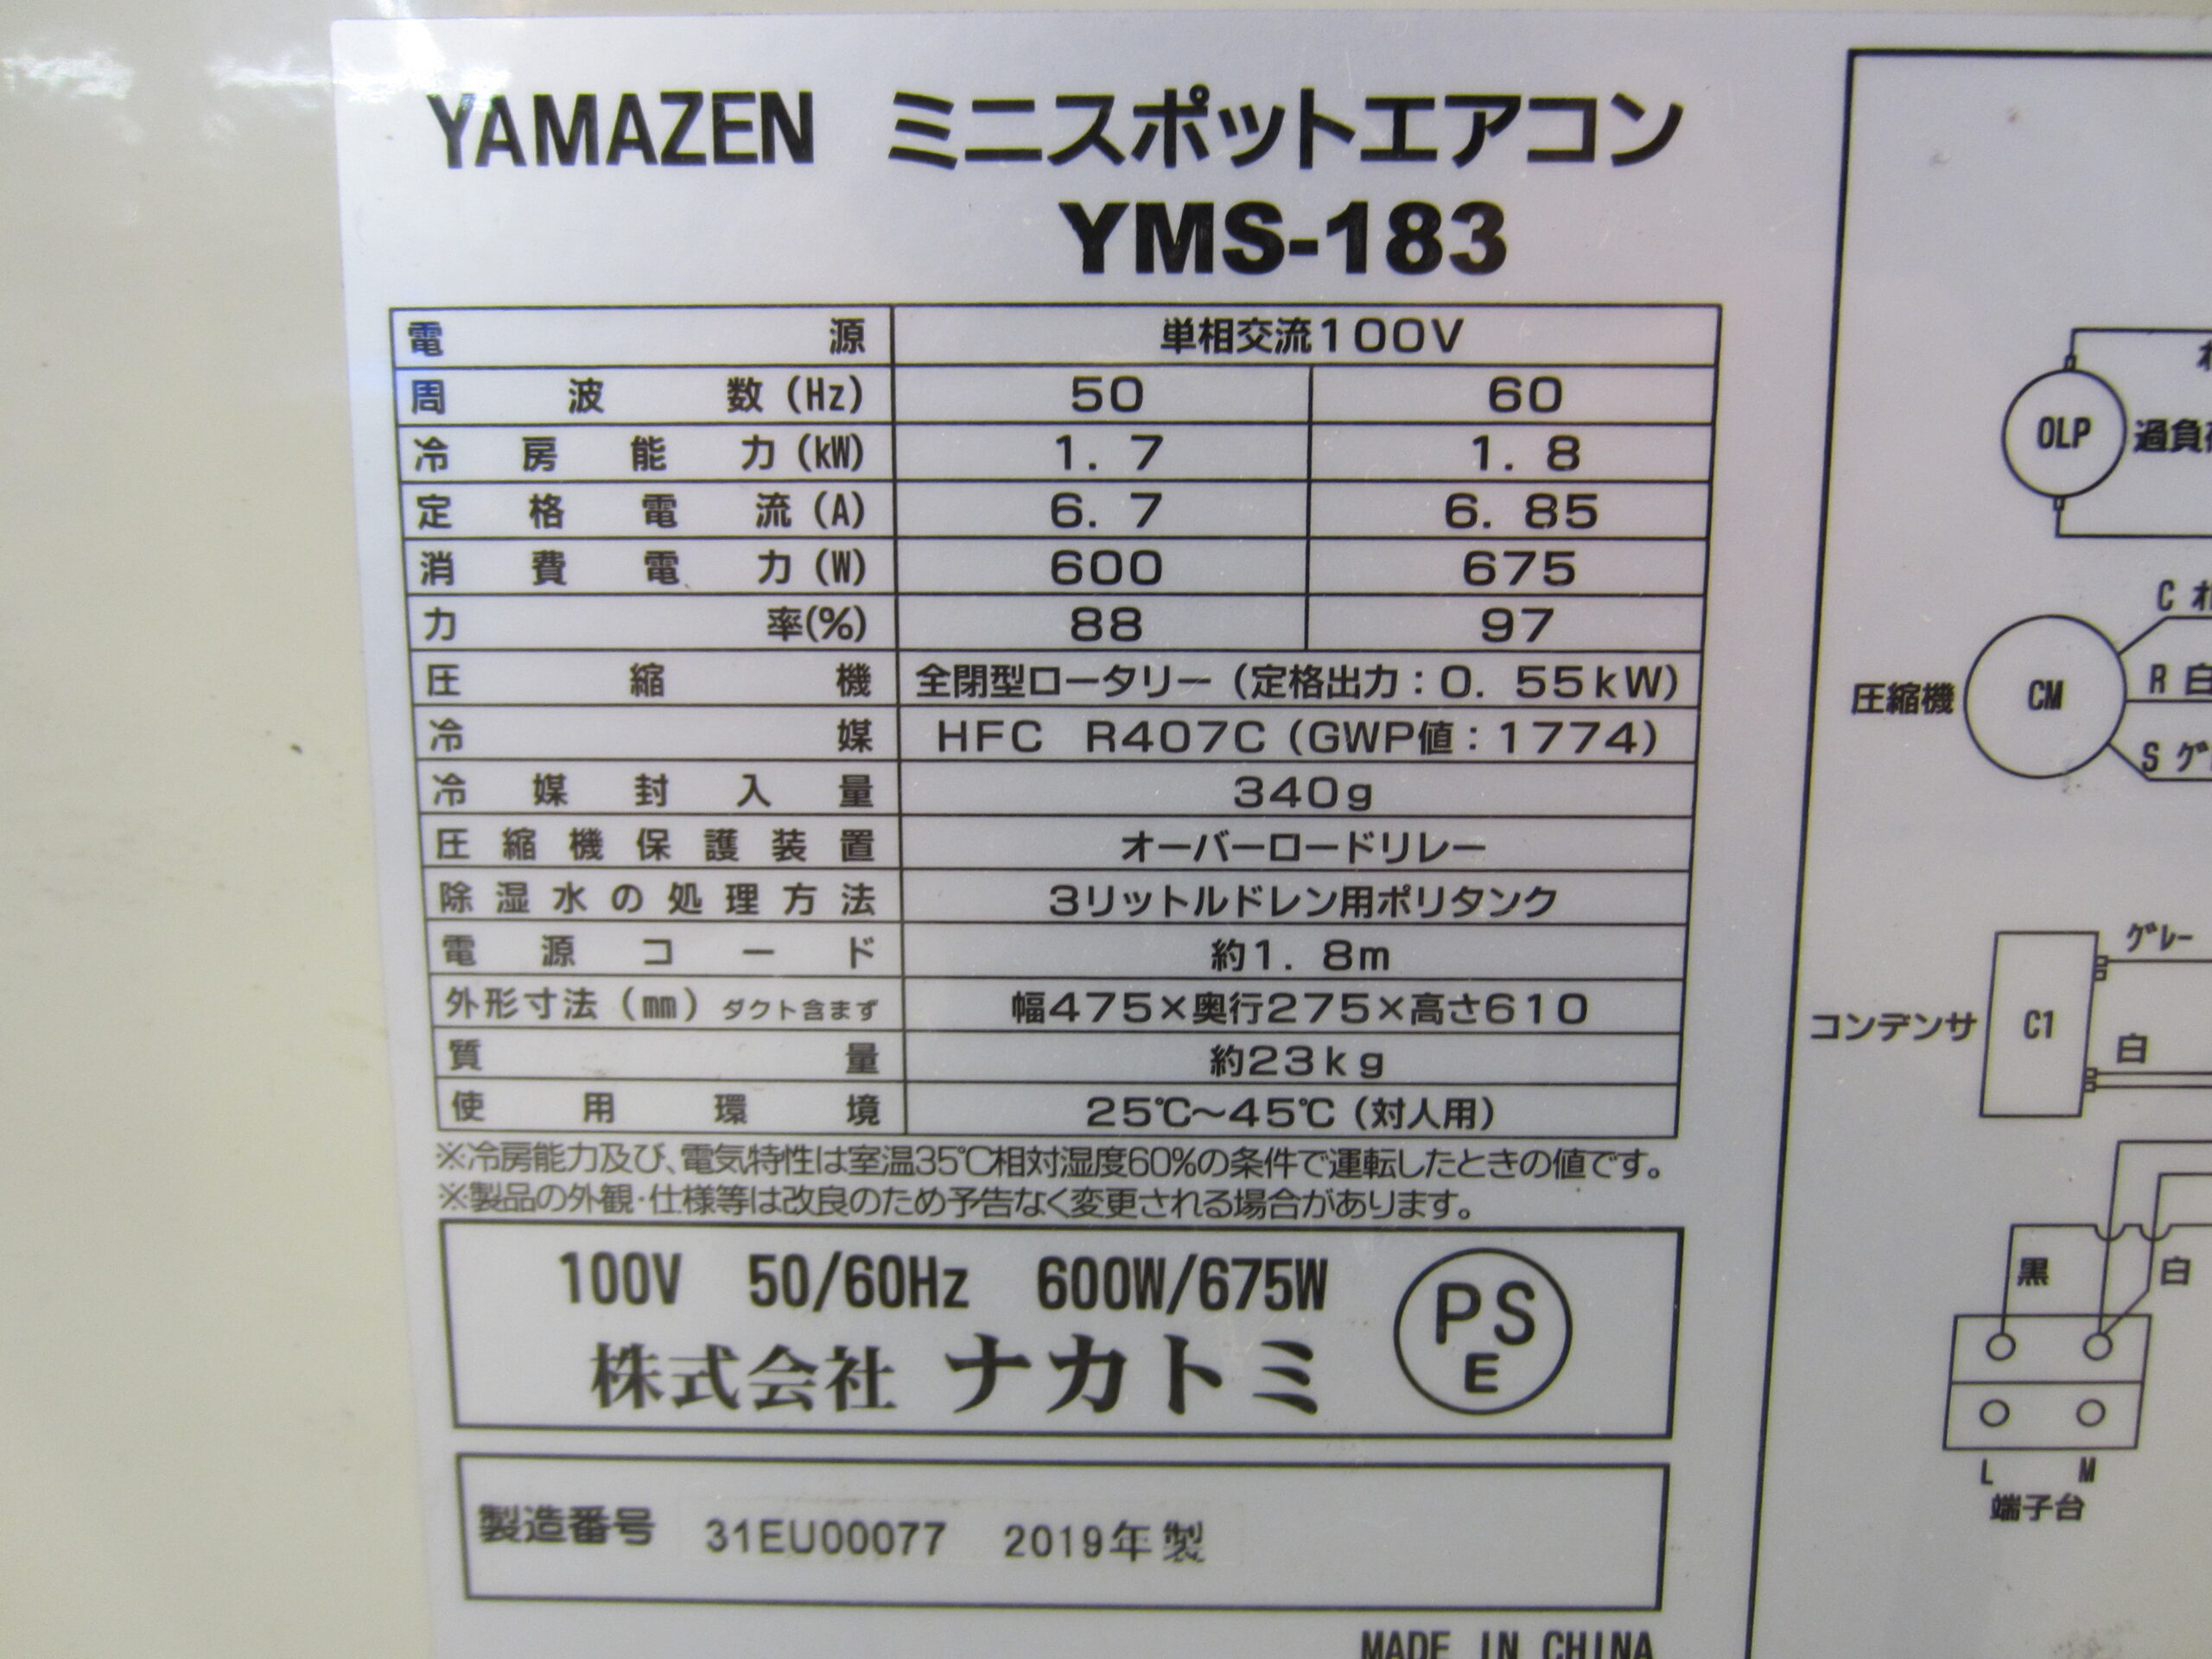 YAMAZEN ミニスポットエアコン
YMS-183
電源 単相交流100V
周波数(Hz) 50 60
冷房能力(kW) 1.7 1.8
定格電流(A) 6.7 6.85
消費電力(W) 600 675
力率(%) 88 97
圧縮機 全閉型ロータリー(定格出力:0.55kW)
冷媒 HFC R407C(GWP値:1774)
冷媒封入量 340g
圧縮機保護装置 オーバーロードリレー
除湿水の処理方法 3リットルドレン用ポリタンク
電源コード 約1.8m
外形寸法(mm)ダクト含まず 幅475×奥行275×高さ610
質量 約23kg
使用環境 25℃~45℃(対人用)
※冷房能力及び、電気特性は室温35℃相対湿度60%の条件で運転したときの値です。
※製品の外観・仕様等は改良のため予告なく変更される場合があります。
100V 50/60Hz 600W/675W
株式会社 ナカトミ
PS
E
製造番号 31EU00077 2019年製
MADE IN CHINA
OLP 過負
C オ
圧縮機 CM R 白
S グ
グレー
コンデンサ C1
白
黒 白
L M
端子台